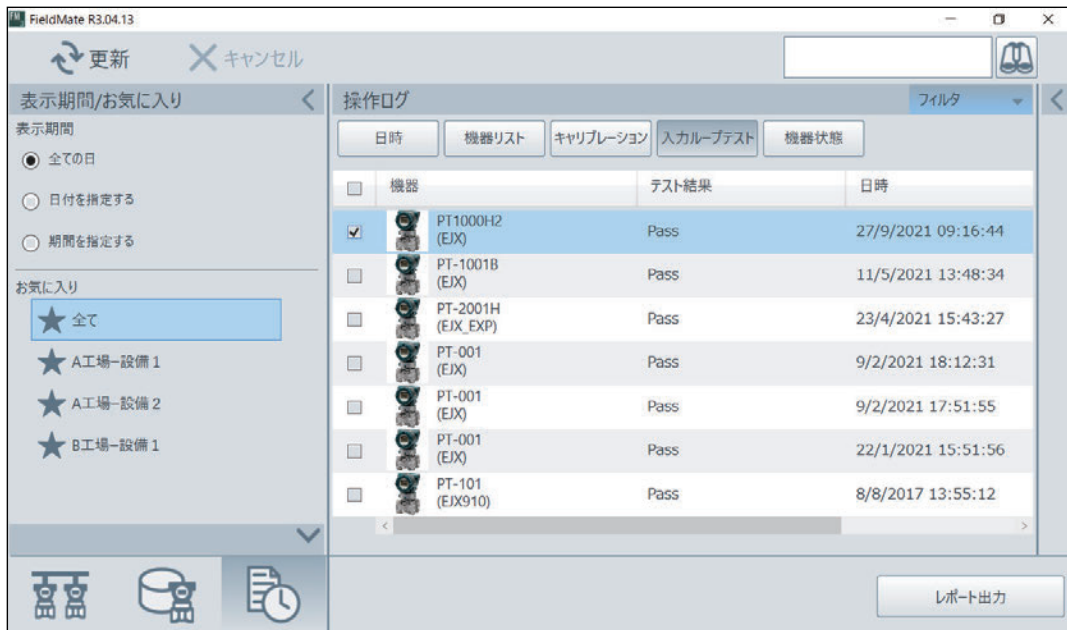 FieldMate R3.04.13
更新 キャンセル
表示期間/お気に入り
表示期間
全ての日
日付を指定する
期間を指定する
お気に入り
全て
A工場-設備 1
A工場-設備 2
B工場-設備 1
操作ログ フィルタ
日時 機器リスト キャリブレーション 入力ループテスト 機器状態
機器 テスト結果 日時
PT1000H2
(EJX) Pass 27/9/2021 09:16:44
PT-1001B
(EJX) Pass 11/5/2021 13:48:34
PT-2001H
(EJX_EXP) Pass 23/4/2021 15:43:27
PT-001
(EJX) Pass 9/2/2021 18:12:31
PT-001
(EJX) Pass 9/2/2021 17:51:55
PT-001
(EJX) Pass 22/1/2021 15:51:56
PT-101
(EJX910) Pass 8/8/2017 13:55:12
レポート出力